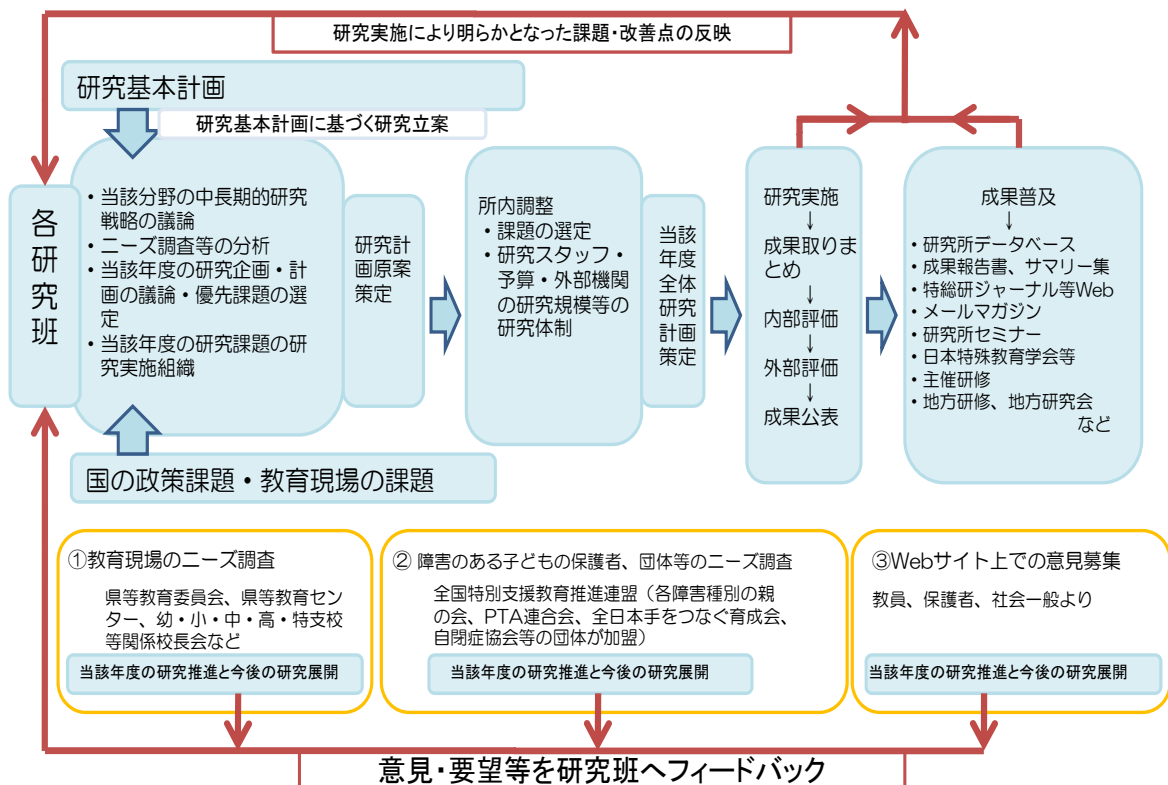 研究実施により明らかとなった課題・改善点の反映
研究基本計画
研究基本計画に基づく研究立案
各研究班
・当該分野の中長期的研究
戦略の議論
・ニーズ調査等の分析
・当該年度の研究企画・計
画の議論・優先課題の選
定
・当該年度の研究課題の研
究実施組織
研究計
画原案
策定
所内調整
・課題の選定
・研究スタッフ・
予算・外部機関
の研究規模等の
研究体制
当該
年度
全体
研究
計画
策定
研究実施
↓
成果取りま
とめ
↓
内部評価
↓
外部評価
↓
成果公表
成果普及
↓
・研究所データベース
・成果報告書、サマリー集
・特総研ジャーナル等Web
・メールマガジン
・研究所セミナー
・日本特殊教育学会等
・主催研修
・地方研修、地方研究会
など
国の政策課題・教育現場の課題
①教育現場のニーズ調査
県等教育委員会、県等教育セン
ター、幼・小・中・高・特支校
等関係校長会など
当該年度の研究推進と今後の研究展開
② 障害のある子どもの保護者、団体等のニーズ調査
全国特別支援教育推進連盟（各障害種別の親
の会、PTA連合会、全日本手をつなぐ育成会、
自閉症協会等の団体が加盟）
当該年度の研究推進と今後の研究展開
③Webサイト上での意見募集
教員、保護者、社会一般より
当該年度の研究推進と今後の研究展開
意見・要望等を研究班へフィードバック